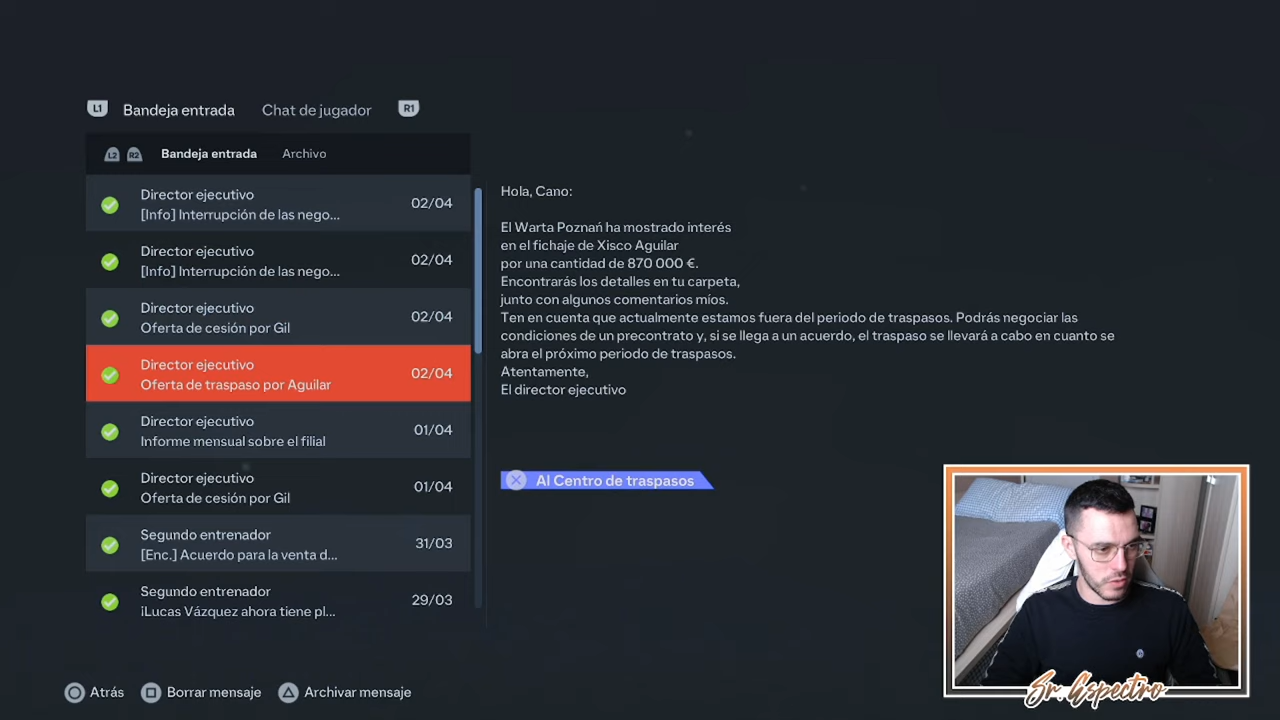 L1 Bandeja entrada Chat de jugador R1
L2 R2 Bandeja entrada Archivo
Director ejecutivo
[Info] Interrupción de las nego... 02/04
Director ejecutivo
[Info] Interrupción de las nego... 02/04
Director ejecutivo
Oferta de cesión por Gil 02/04
Director ejecutivo
Oferta de traspaso por Aguilar 02/04
Director ejecutivo
Informe mensual sobre el filial 01/04
Director ejecutivo
Oferta de cesión por Gil 01/04
Segundo entrenador
[Enc.] Acuerdo para la venta d... 31/03
Segundo entrenador
¡Lucas Vázquez ahora tiene pl... 29/03
Hola, Cano:
El Warta Poznań ha mostrado interés
en el fichaje de Xisco Aguilar
por una cantidad de 870 000 €.
Encontrarás los detalles en tu carpeta,
junto con algunos comentarios míos.
Ten en cuenta que actualmente estamos fuera del periodo de traspasos. Podrás negociar las
condiciones de un precontrato y, si se llega a un acuerdo, el traspaso se llevará a cabo en cuanto se
abra el próximo periodo de traspasos.
Atentamente,
El director ejecutivo
Al Centro de traspasos
Sr. Aspectro
Atrás Borrar mensaje Archivar mensaje